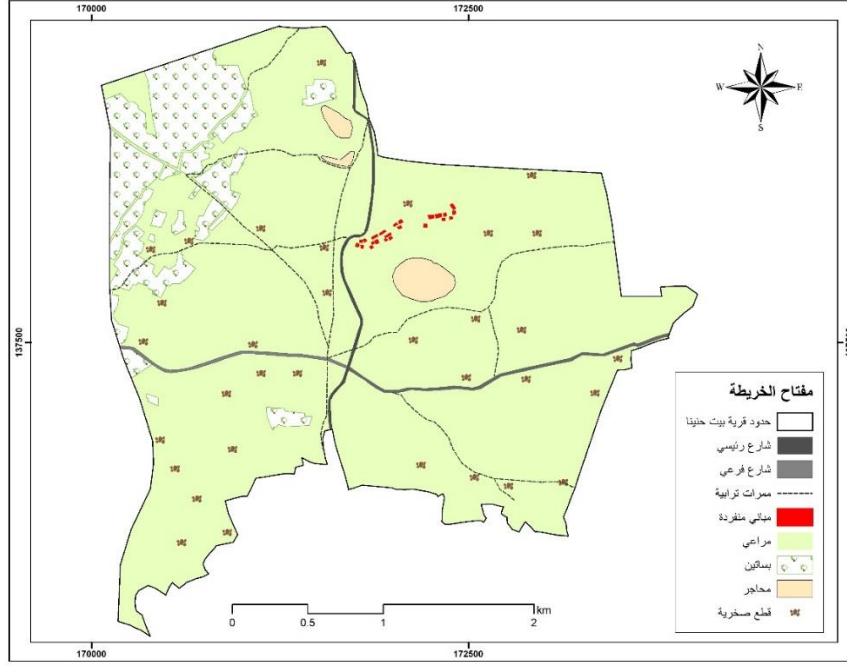 170000
172500
N
W
E
S
137500
مفتاح الخريطة
حدود قرية بيت حنينا
شارع رئيسي
شارع فرعي
ممرات ترابية
مباني منفردة
مراعي
بساتين
محاجر
قطع صخرية
km
0 0.5 1 2
170000
172500